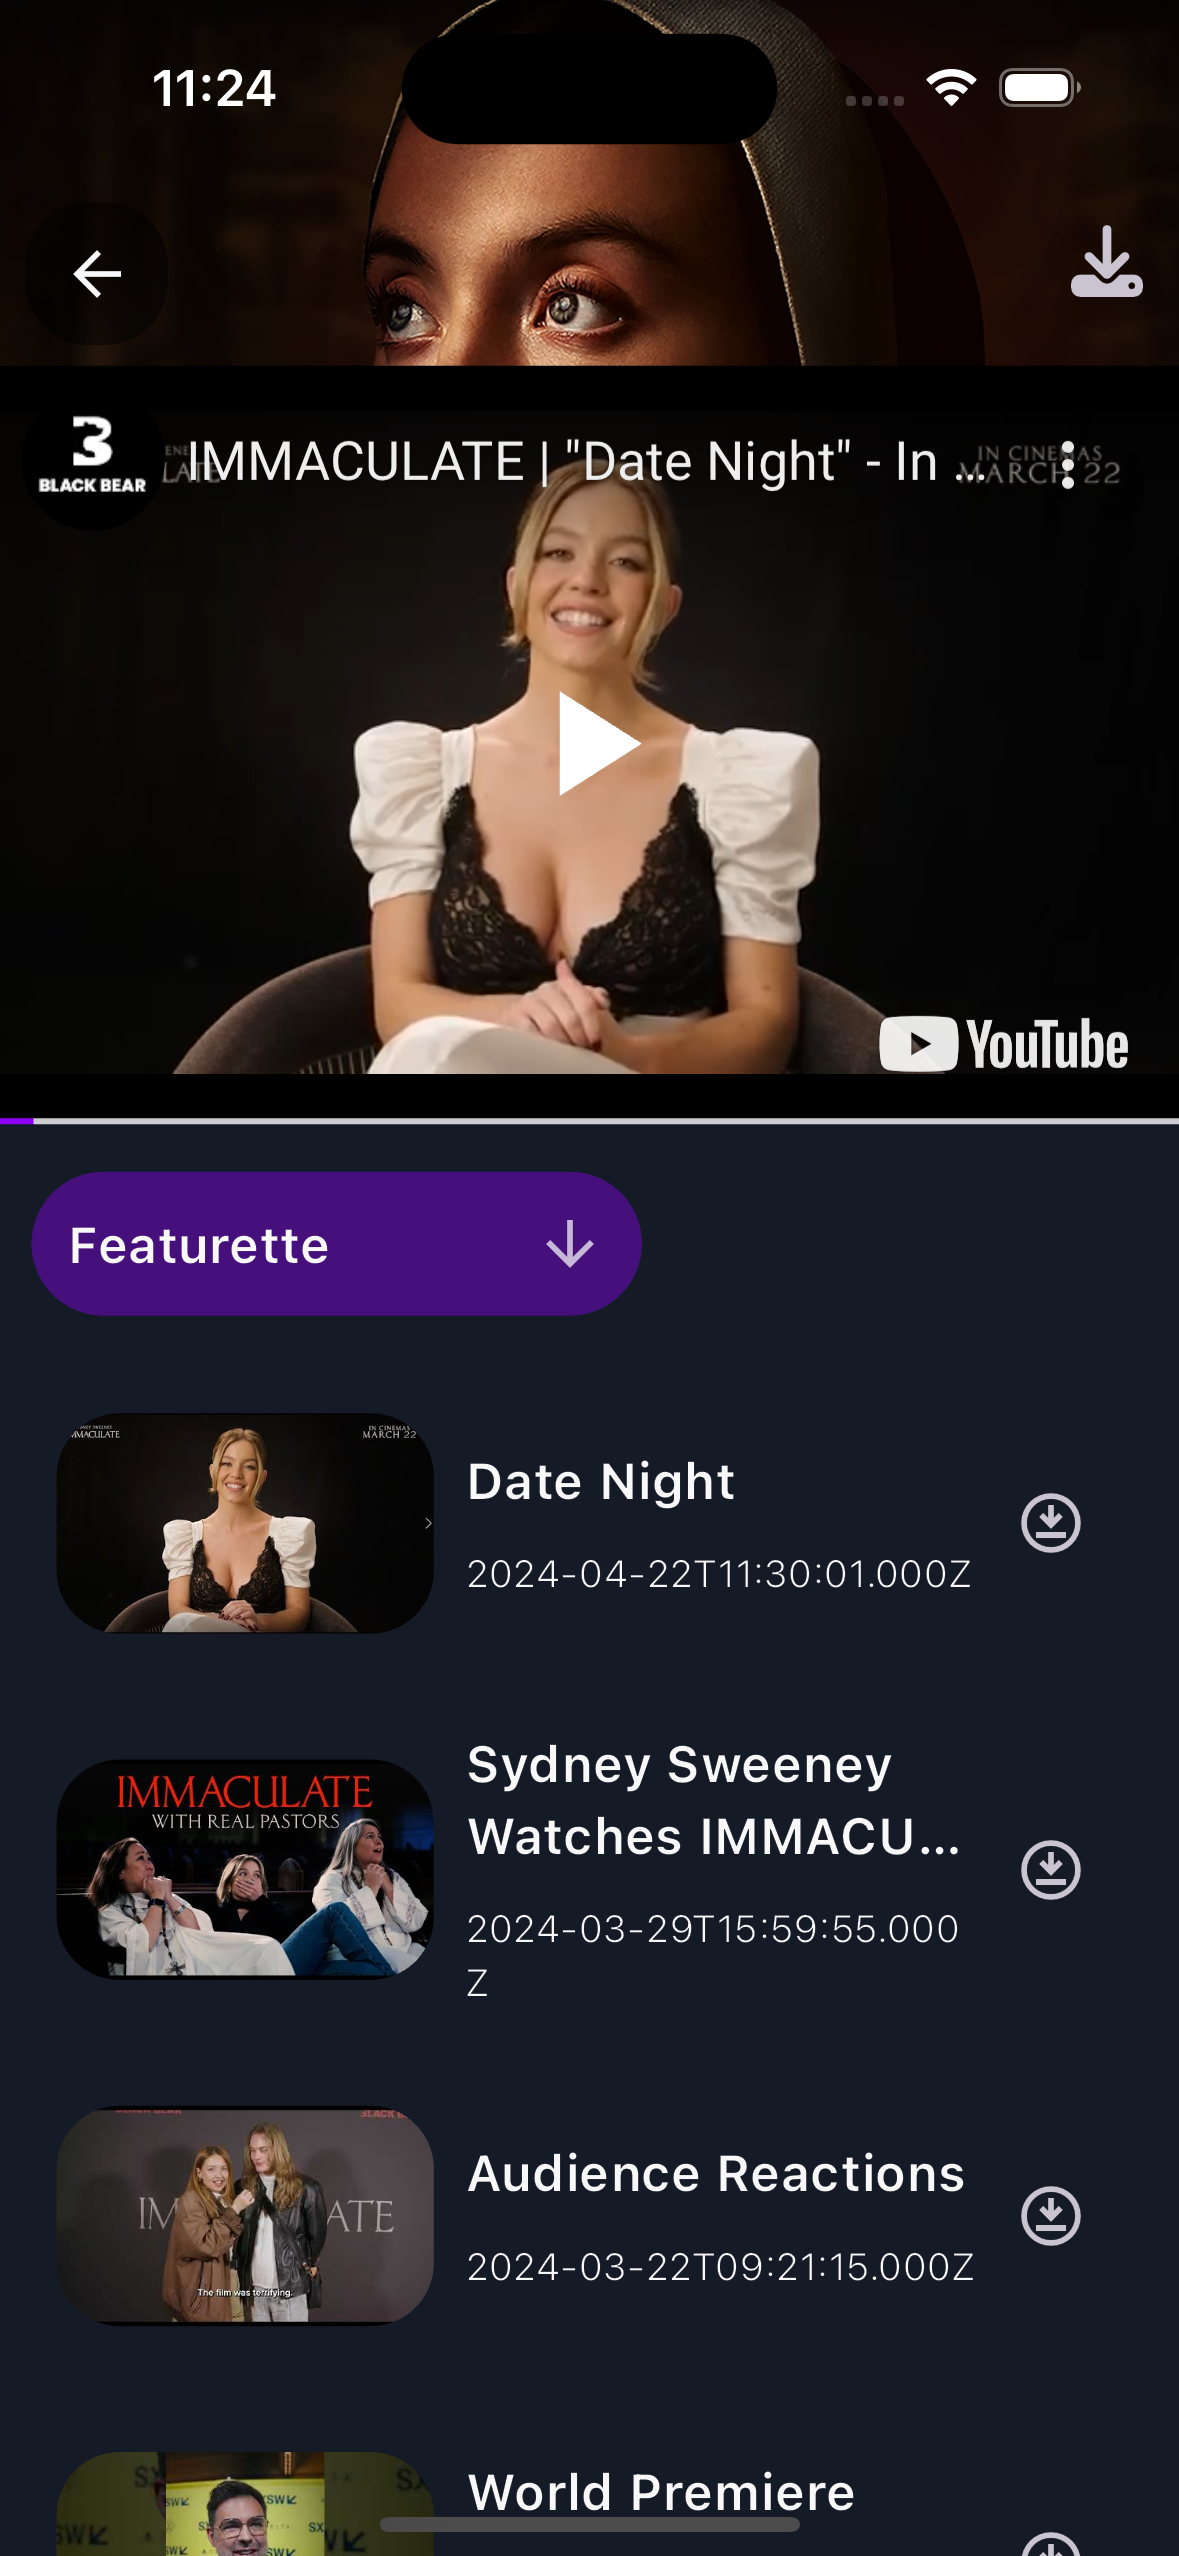 11:24
3
BLACK BEAR
IMMACULATE | "Date Night" - In ...
IN CINEMAS
MARCH 22
YouTube
Featurette
IMMACULATE
IN CINEMAS
MARCH 22
Date Night
2024-04-22T11:30:01.000Z
IMMACULATE
WITH REAL PASTORS
Sydney Sweeney
Watches IMMACU...
2024-03-29T15:59:55.000
Z
IM ATE
The film was terrifying.
Audience Reactions
2024-03-22T09:21:15.000Z
World Premiere